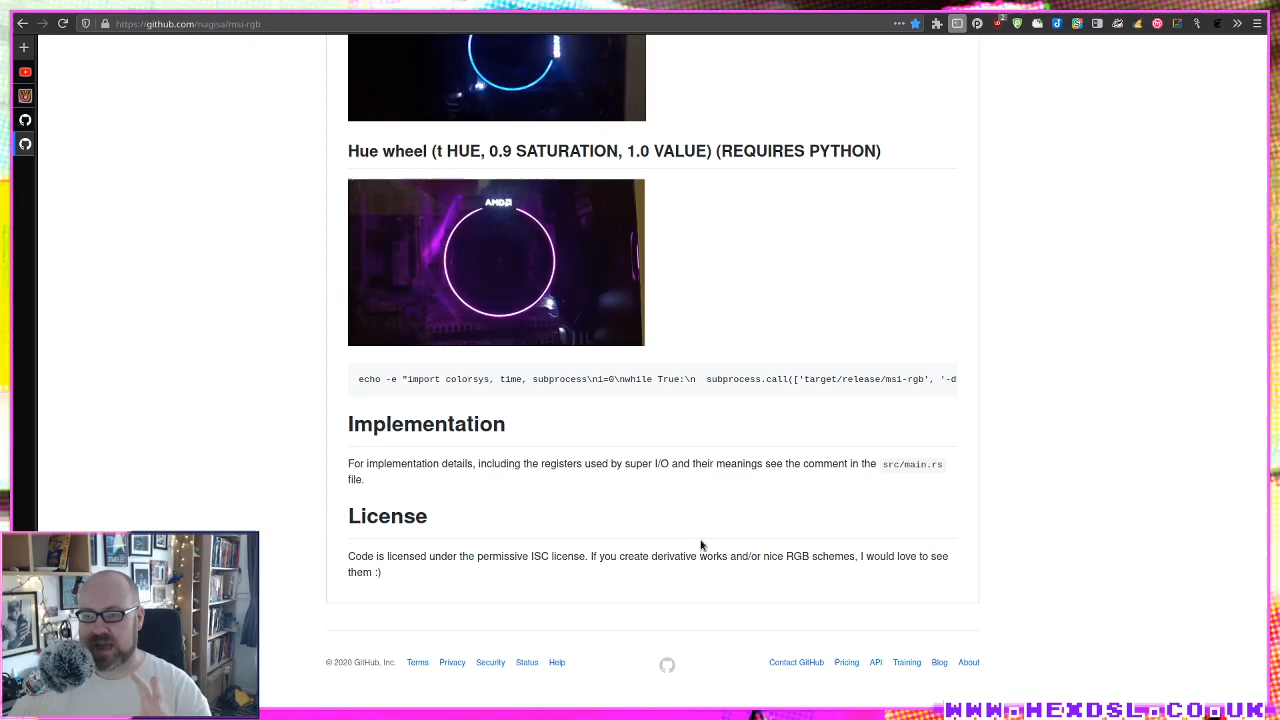 https://github.com/nagisa/msi-rgb
Hue wheel (t HUE, 0.9 SATURATION, 1.0 VALUE) (REQUIRES PYTHON)
AMD
echo -e "import colorsys, time, subprocess\ni=0\nwhile True:\n  subprocess.call(['target/release/msi-rgb', '-d
Implementation
For implementation details, including the registers used by super I/O and their meanings see the comment in the src/main.rs
file.
License
Code is licensed under the permissive ISC license. If you create derivative works and/or nice RGB schemes, I would love to see
them :)
© 2020 GitHub, Inc. Terms Privacy Security Status Help Contact GitHub Pricing API Training Blog About
WWW.HEXDSL.CO.UK